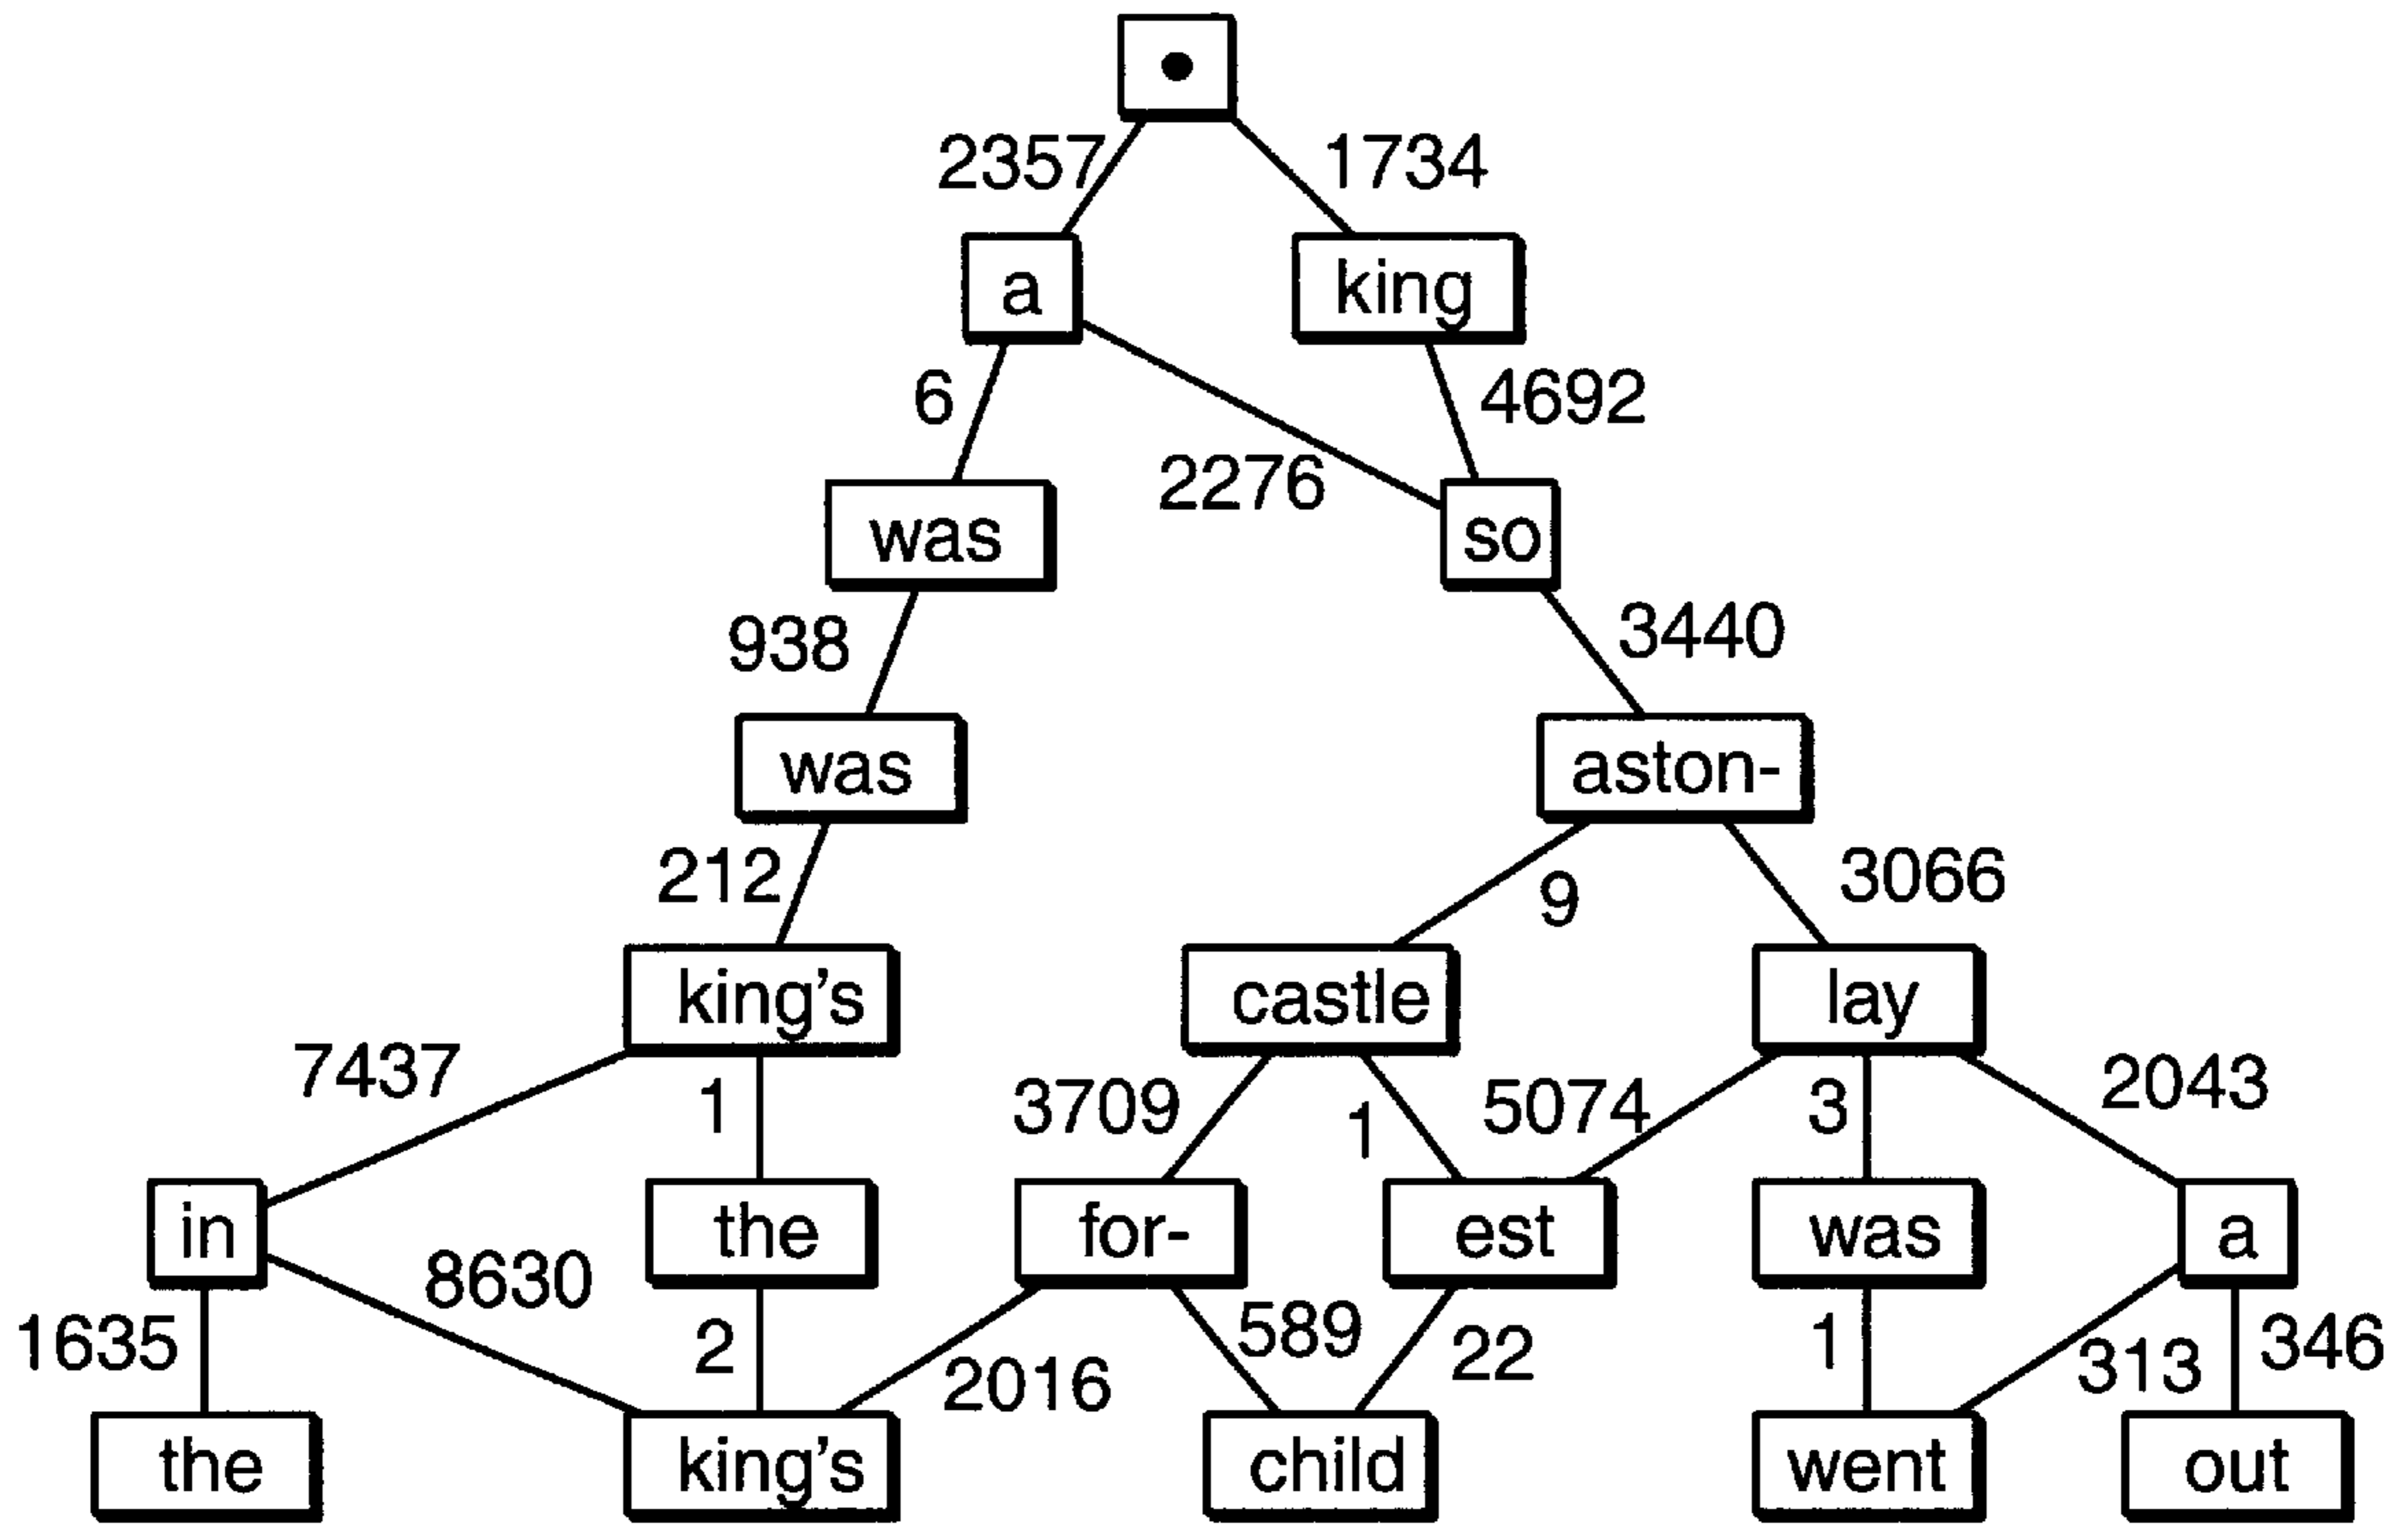 2357 1734
a king
6 4692
2276
was so
938 3440
was aston-
212 9 3066
king's castle lay
7437 1 3709 1 5074 3 2043
in the for- est was a
1635 8630 2 2016 589 22 1 313 346
the king's child went out